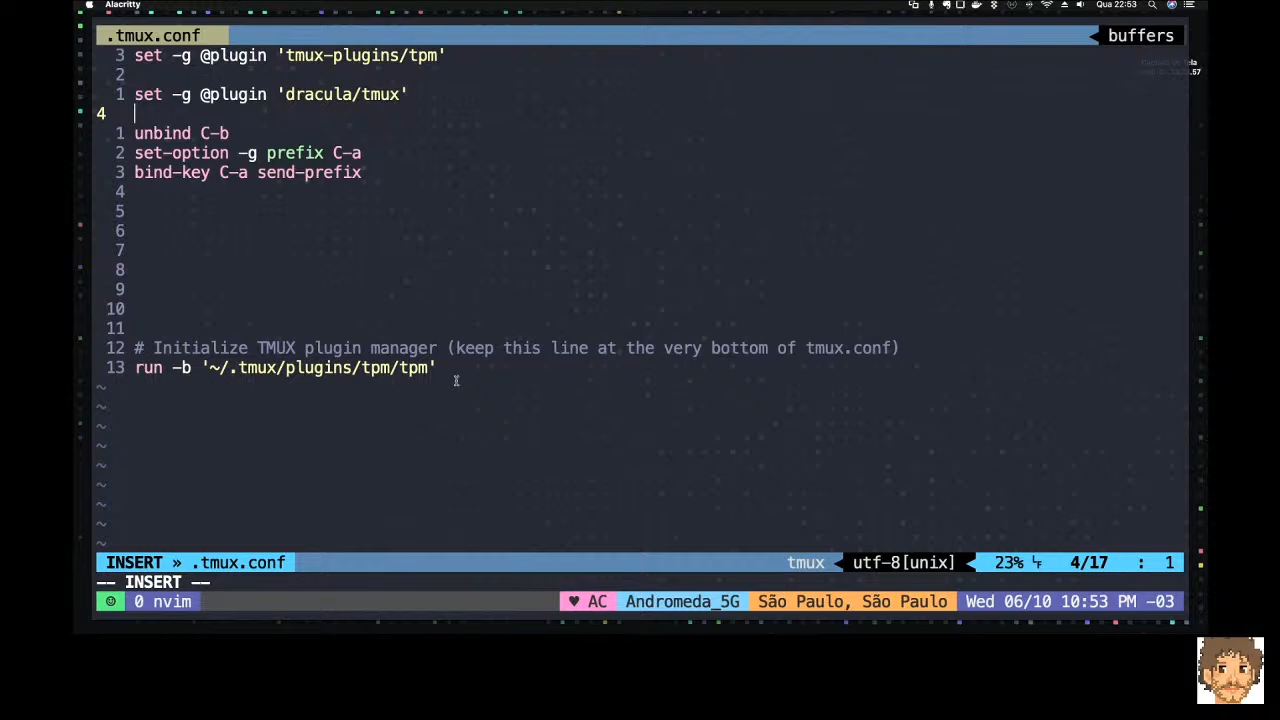 Alacritty Qua 22:53
.tmux.conf buffers
3 set -g @plugin 'tmux-plugins/tpm'
2
1 set -g @plugin 'dracula/tmux'
4
1 unbind C-b
2 set-option -g prefix C-a
3 bind-key C-a send-prefix
4
5
6
7
8
9
10
11
12 # Initialize TMUX plugin manager (keep this line at the very bottom of tmux.conf)
13 run -b '~/.tmux/plugins/tpm/tpm'
~
~
~
~
~
~
~
~
~
INSERT » .tmux.conf tmux utf-8[unix] 23% 4/17 : 1
-- INSERT --
☺ 0 nvim ♥ AC Andromeda_5G São Paulo, São Paulo Wed 06/10 10:53 PM -03